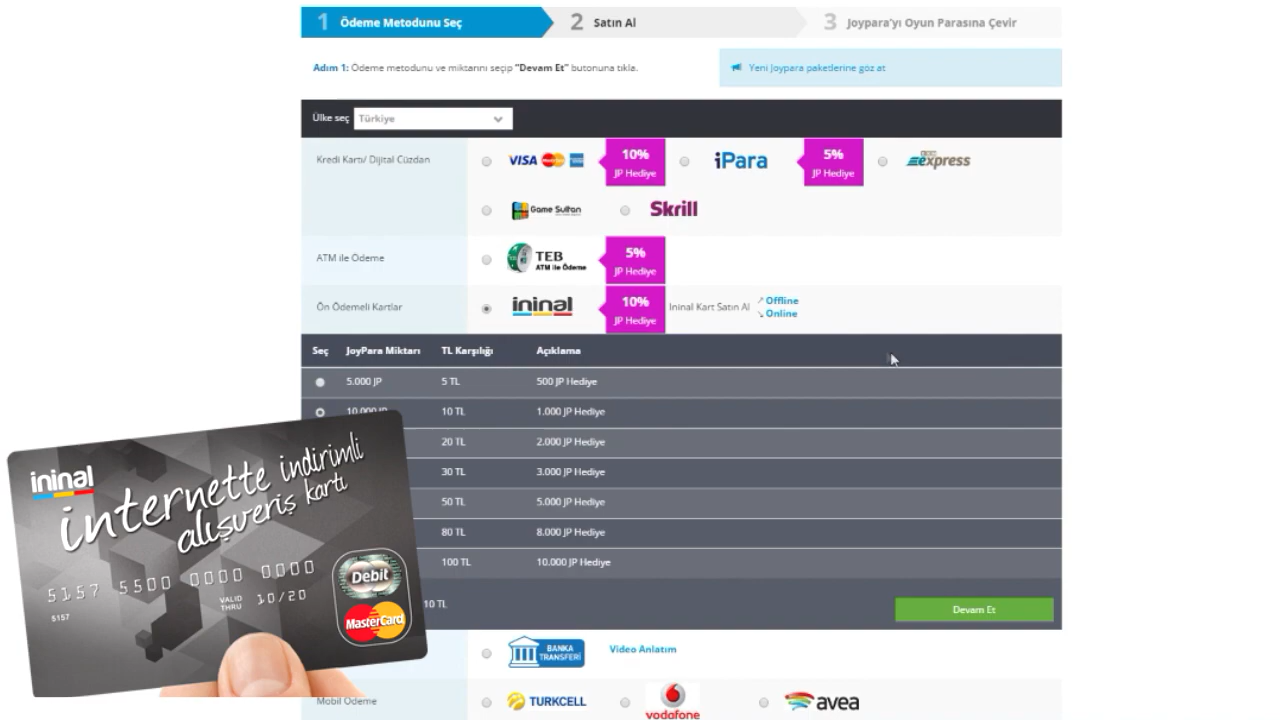 1 Ödeme Metodunu Seç 2 Satın Al 3 Joypara'yı Oyun Parasına Çevir
Adım 1: Ödeme metodunu ve miktarını seçip "Devam Et" butonuna tıkla.
Yeni Joypara paketlerine göz at
Ülke seç Türkiye
Kredi Kartı/ Dijital Cüzdan
VISA
10%
JP Hediye
iPara
5%
JP Hediye
express
Game Sultan
Skrill
ATM ile Ödeme
TEB
ATM ile Ödeme
5%
JP Hediye
Ön Ödemeli Kartlar
ininal
10%
JP Hediye
Ininal Kart Satın Al
Offline
Online
Seç JoyPara Miktarı TL Karşılığı Açıklama
5.000 JP 5 TL 500 JP Hediye
10.000 JP 10 TL 1.000 JP Hediye
20 TL 2.000 JP Hediye
30 TL 3.000 JP Hediye
50 TL 5.000 JP Hediye
80 TL 8.000 JP Hediye
100 TL 10.000 JP Hediye
10 TL
Devam Et
ininal
internette indirimli
alışveriş kartı
5157 5500 0000 0000
5157
VALID
THRU
10/20
Debit
MasterCard
BANKA
TRANSFERİ
Video Anlatım
Mobil Ödeme
TURKCELL
vodafone
avea